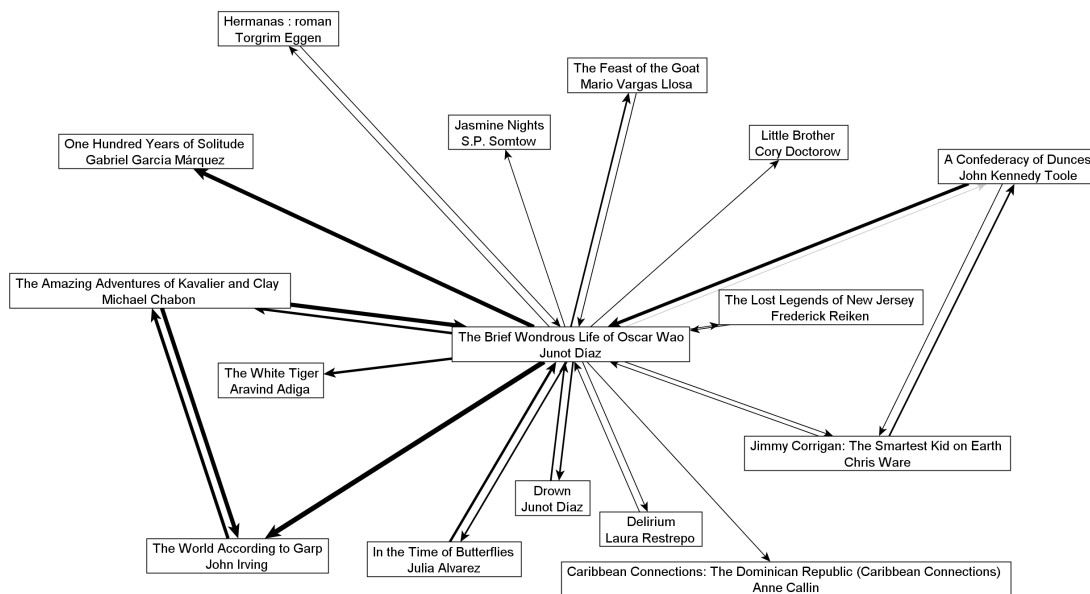 Hermanas : roman
Torgrim Eggen
The Feast of the Goat
Mario Vargas Llosa
Jasmine Nights
S.P. Somtow
Little Brother
Cory Doctorow
One Hundred Years of Solitude
Gabriel García Márquez
A Confederacy of Dunces
John Kennedy Toole
The Amazing Adventures of Kavalier and Clay
Michael Chabon
The Lost Legends of New Jersey
Frederick Reiken
The Brief Wondrous Life of Oscar Wao
Junot Díaz
The White Tiger
Aravind Adiga
Jimmy Corrigan: The Smartest Kid on Earth
Chris Ware
Drown
Junot Díaz
Delirium
Laura Restrepo
The World According to Garp
John Irving
In the Time of Butterflies
Julia Alvarez
Caribbean Connections: The Dominican Republic (Caribbean Connections)
Anne Callin